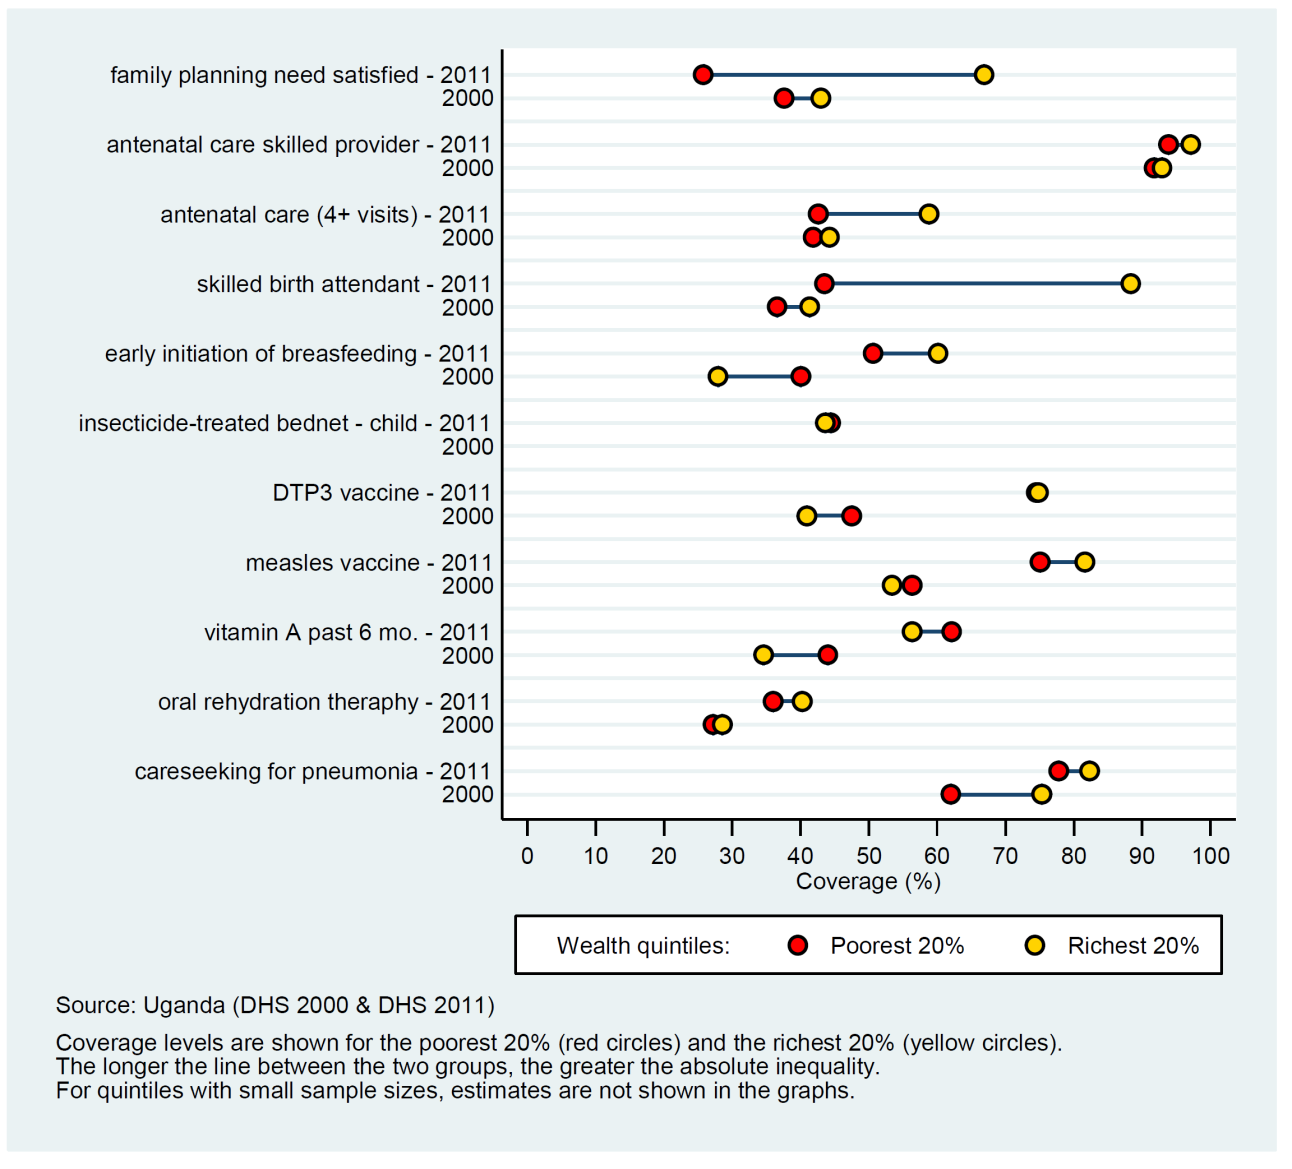 family planning need satisfied - 2011
2000
antenatal care skilled provider - 2011
2000
antenatal care (4+ visits) - 2011
2000
skilled birth attendant - 2011
2000
early initiation of breasfeeding - 2011
2000
insecticide-treated bednet - child - 2011
2000
DTP3 vaccine - 2011
2000
measles vaccine - 2011
2000
vitamin A past 6 mo. - 2011
2000
oral rehydration theraphy - 2011
2000
careseeking for pneumonia - 2011
2000
0 10 20 30 40 50 60 70 80 90 100
Coverage (%)
Wealth quintiles: Poorest 20% Richest 20%
Source: Uganda (DHS 2000 & DHS 2011)
Coverage levels are shown for the poorest 20% (red circles) and the richest 20% (yellow circles).
The longer the line between the two groups, the greater the absolute inequality.
For quintiles with small sample sizes, estimates are not shown in the graphs.